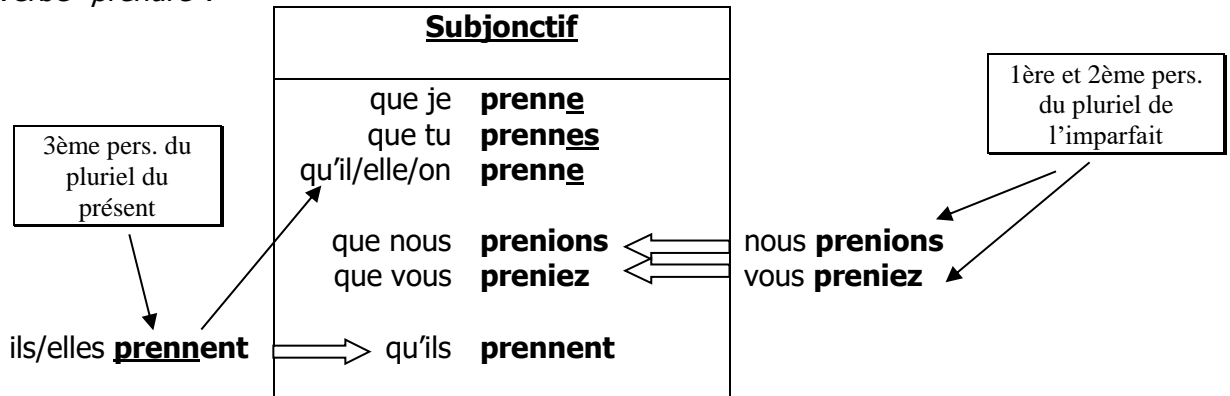 verbe "prendre".
Subjonctif
que je prenne
que tu prennes
qu'il/elle/on prenne
que nous prenions
que vous preniez
qu'ils prennent
3ème pers. du
pluriel du
présent
ils/elles prennent
1ère et 2ème pers.
du pluriel de
l'imparfait
nous prenions
vous preniez